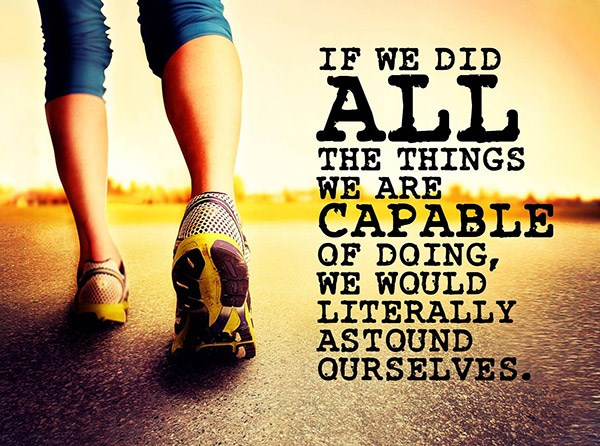 IF WE DID
ALL
THE THINGS
WE ARE
CAPABLE
OF DOING,
WE WOULD
LITERALLY
ASTOUND
OURSELVES.